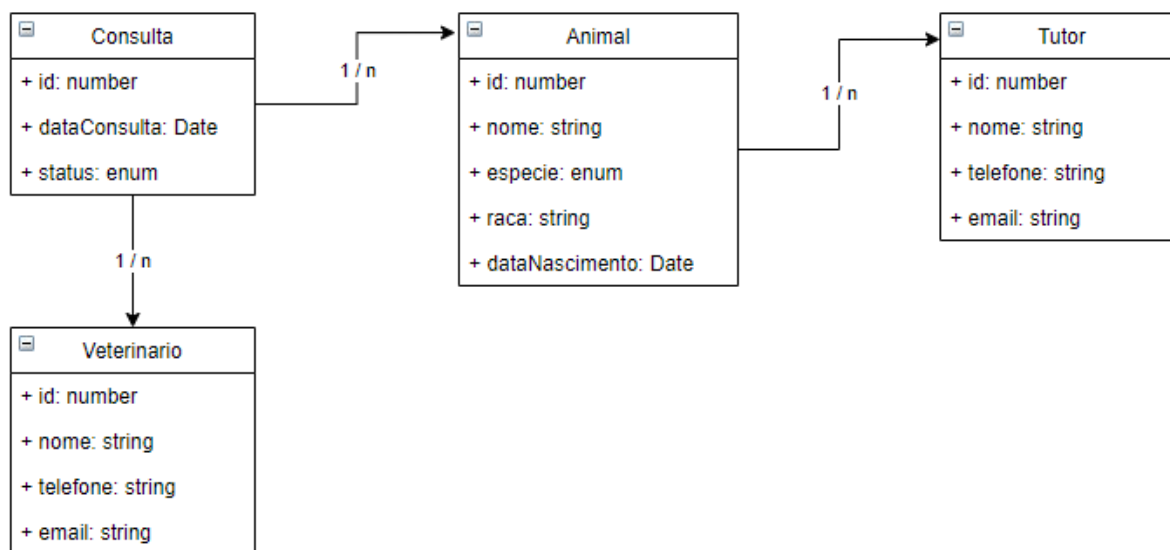 Consulta
+ id: number
+ dataConsulta: Date
+ status: enum
1 / n
Animal
+ id: number
+ nome: string
+ especie: enum
+ raca: string
+ dataNascimento: Date
1 / n
Tutor
+ id: number
+ nome: string
+ telefone: string
+ email: string
1 / n
Veterinario
+ id: number
+ nome: string
+ telefone: string
+ email: string